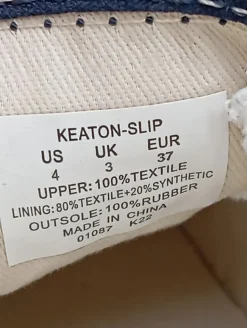 KEATON-SLIP
US UK EUR
4 3 37
UPPER:100%TEXTILE
LINING:80%TEXTILE+20%SYNTHETIC
OUTSOLE:100%RUBBER
MADE IN CHINA
01087 K22